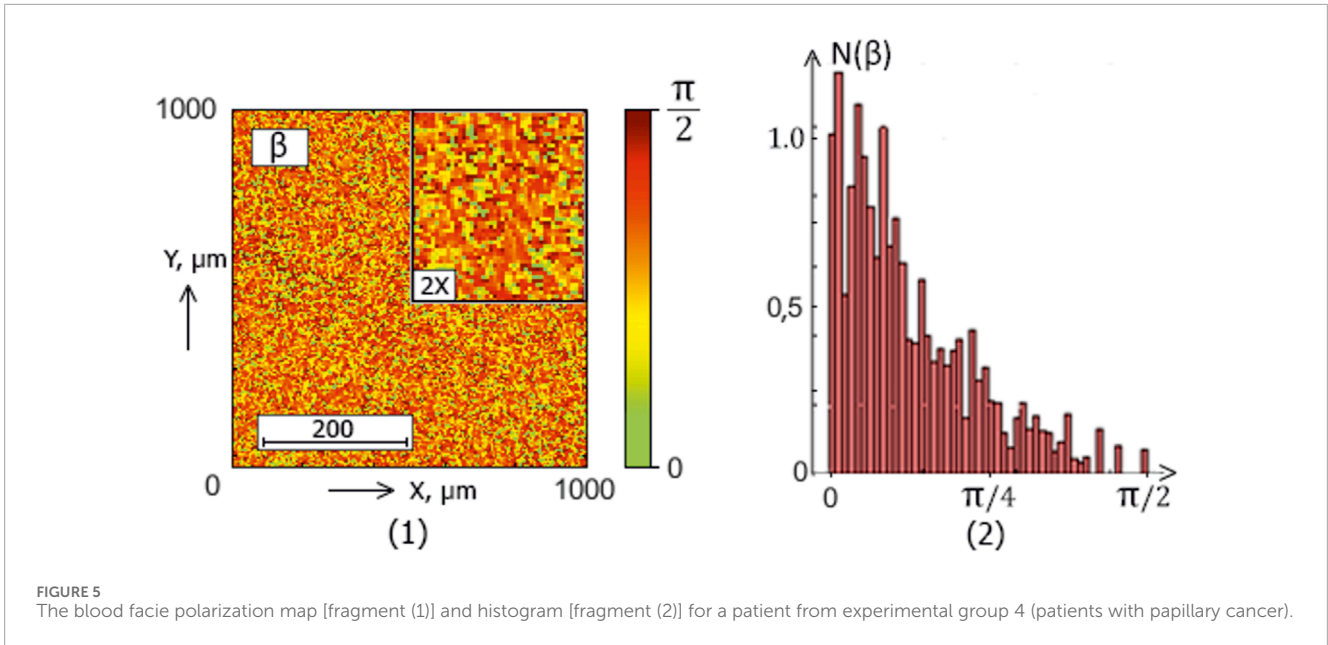 1000
β
Y, µm
2X
200
0
X, µm
1000
(1)
π
2
0
N(β)
1.0
0,5
0
0
π/4
π/2
(2)
FIGURE 5
The blood facie polarization map [fragment (1)] and histogram [fragment (2)] for a patient from experimental group 4 (patients with papillary cancer).